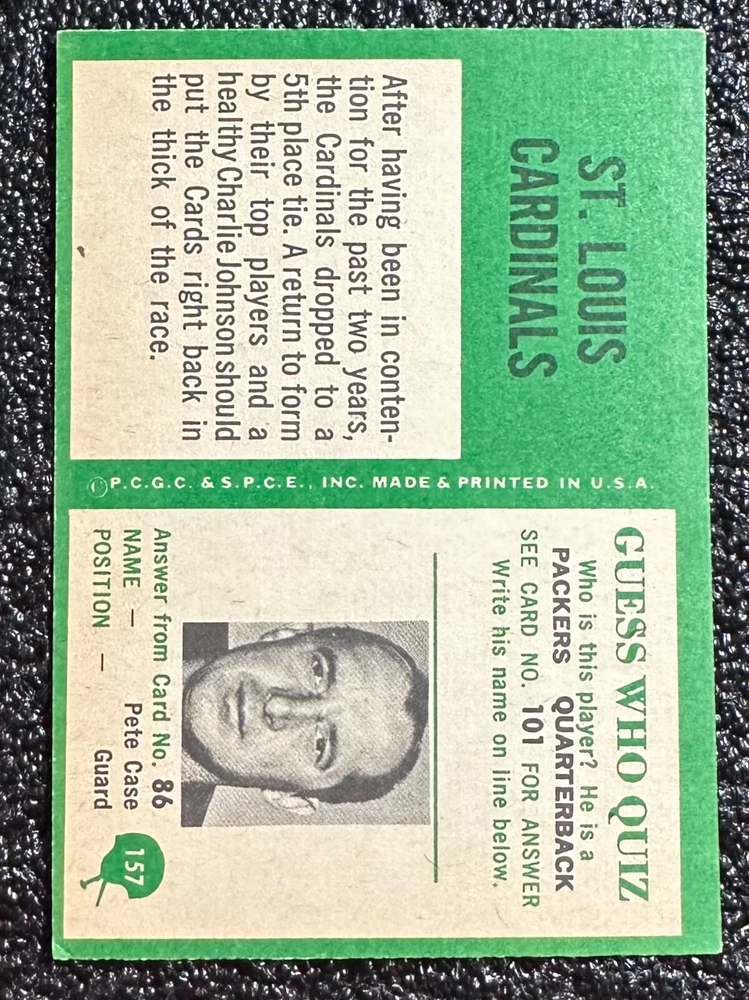 ST. LOUIS
CARDINALS
After having been in conten-
tion for the past two years,
the Cardinals dropped to a
5th place tie. A return to form
by their top players and a
healthy Charlie Johnson should
put the Cards right back in
the thick of the race.
©P.C.G.C. & S.P.C.E., INC. MADE & PRINTED IN U.S.A.
GUESS WHO QUIZ
Who is this player? He is a
PACKERS QUARTERBACK
SEE CARD NO. 101 FOR ANSWER
Write his name on line below.
Answer from Card No. 86
NAME — Pete Case
POSITION — Guard
157